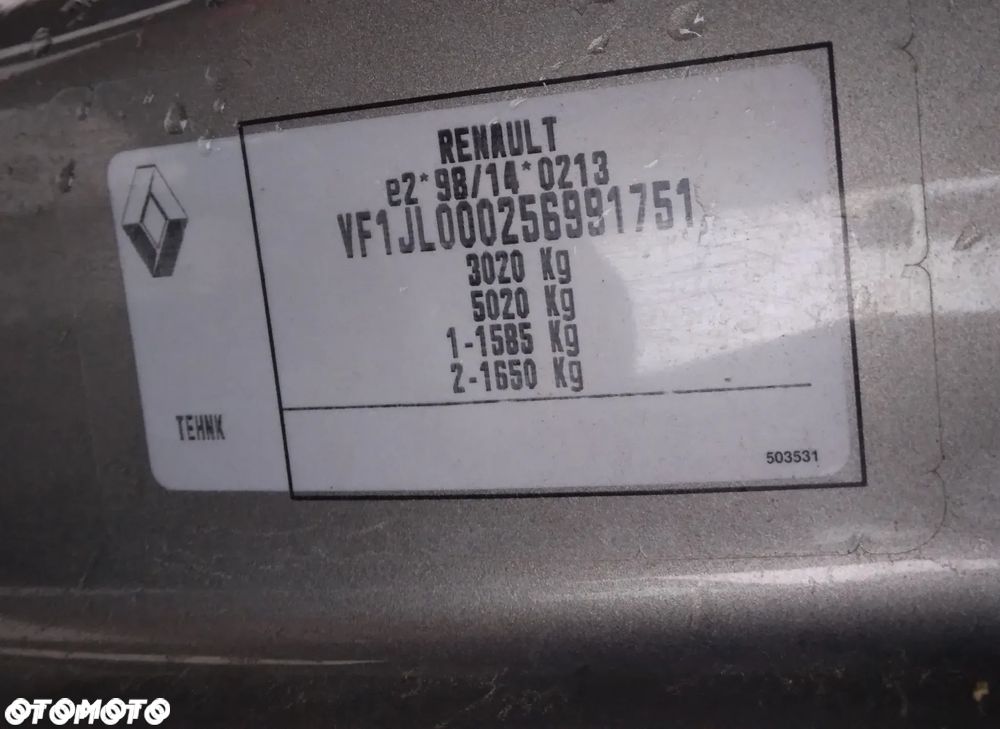 RENAULT
e2*98/14*0213
VF1JL000256991751
3020 Kg
5020 Kg
1-1585 Kg
2-1650 Kg
TEHNK
503531
OTOMOTO